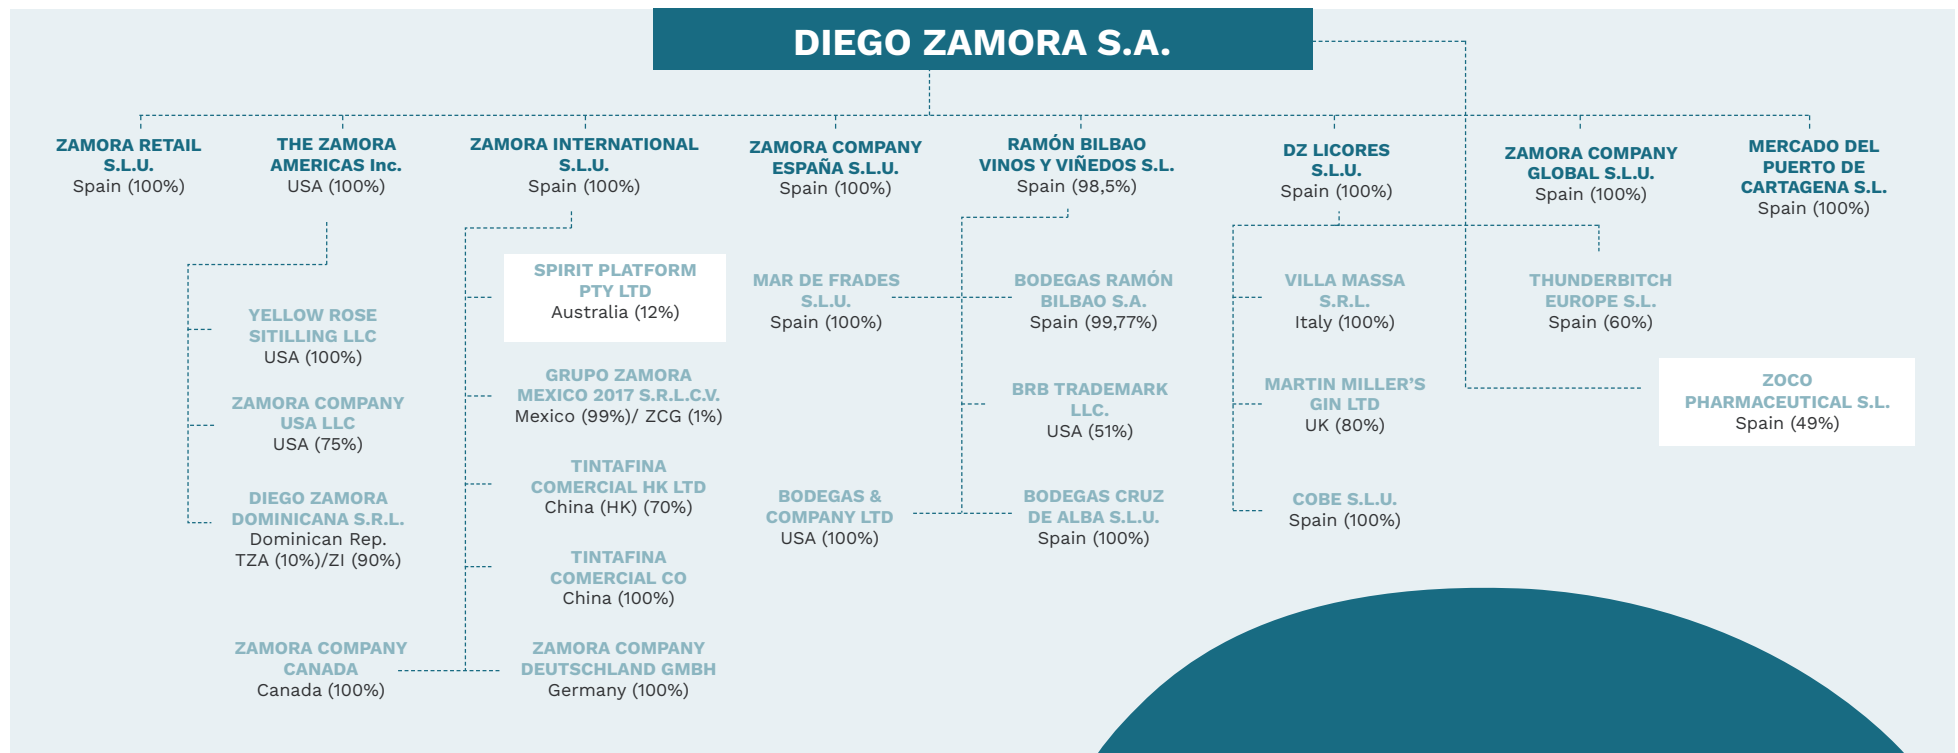 DIEGO ZAMORA S.A.
ZAMORA RETAIL
S.L.U.
Spain (100%)
THE ZAMORA
AMERICAS Inc.
USA (100%)
ZAMORA INTERNATIONAL
S.L.U.
Spain (100%)
ZAMORA COMPANY
ESPAÑA S.L.U.
Spain (100%)
RAMÓN BILBAO
VINOS Y VIÑEDOS S.L.
Spain (98,5%)
DZ LICORES
S.L.U.
Spain (100%)
ZAMORA COMPANY
GLOBAL S.L.U.
Spain (100%)
MERCADO DEL
PUERTO DE
CARTAGENA S.L.
Spain (100%)
YELLOW ROSE
SITILLING LLC
USA (100%)
ZAMORA COMPANY
USA LLC
USA (75%)
DIEGO ZAMORA
DOMINICANA S.R.L.
Dominican Rep.
TZA (10%)/ZI (90%)
ZAMORA COMPANY
CANADA
Canada (100%)
SPIRIT PLATFORM
PTY LTD
Australia (12%)
GRUPO ZAMORA
MEXICO 2017 S.R.L.C.V.
Mexico (99%)/ ZCG (1%)
TINTAFINA
COMERCIAL HK LTD
China (HK) (70%)
TINTAFINA
COMERCIAL CO
China (100%)
ZAMORA COMPANY
DEUTSCHLAND GMBH
Germany (100%)
MAR DE FRADES
S.L.U.
Spain (100%)
BODEGAS &
COMPANY LTD
USA (100%)
BODEGAS RAMÓN
BILBAO S.A.
Spain (99,77%)
BRB TRADEMARK
LLC.
USA (51%)
BODEGAS CRUZ
DE ALBA S.L.U.
Spain (100%)
VILLA MASSA
S.R.L.
Italy (100%)
MARTIN MILLER'S
GIN LTD
UK (80%)
COBE S.L.U.
Spain (100%)
THUNDERBITCH
EUROPE S.L.
Spain (60%)
ZOCO
PHARMACEUTICAL S.L.
Spain (49%)